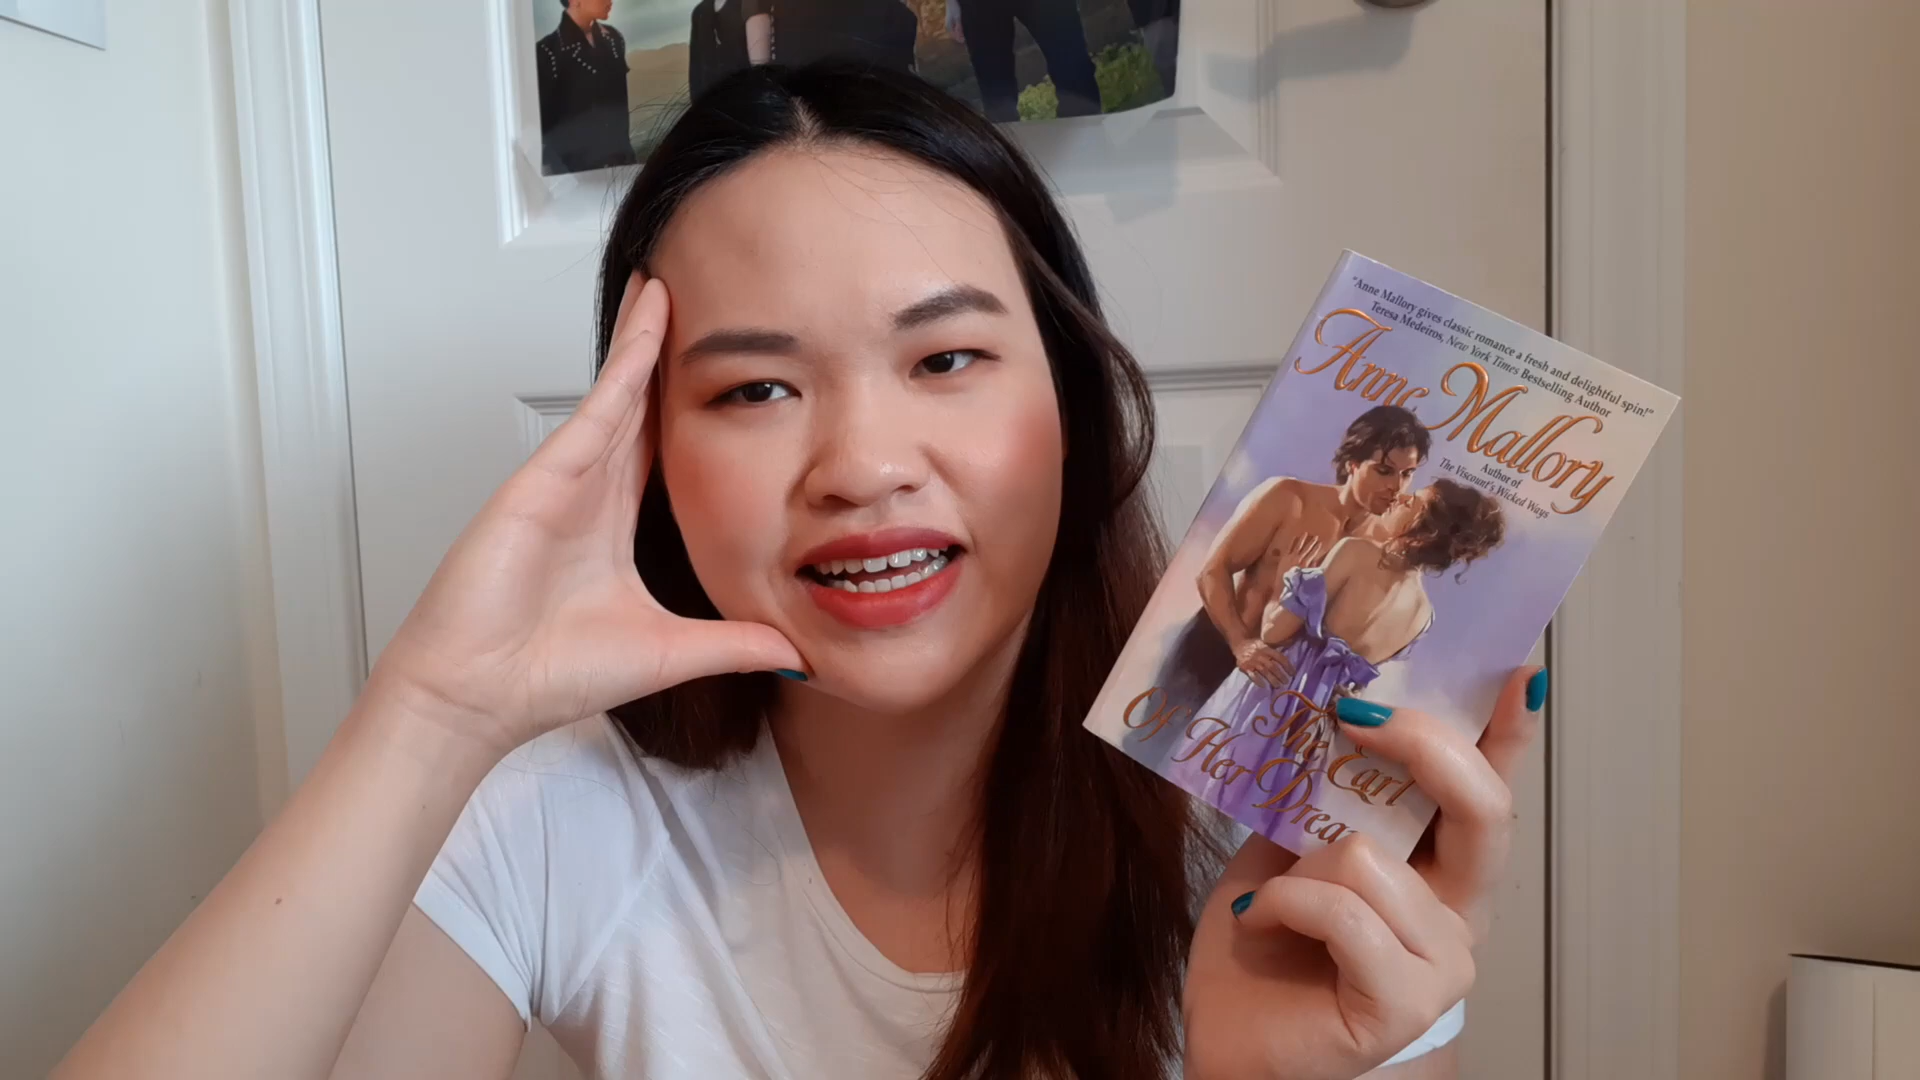 "Anne Mallory gives classic romance a fresh and delightful spin!"
Teresa Medeiros, New York Times Bestselling Author
Anne Mallory
Author of
The Viscount's Wicked Ways
The Earl
Of Her Drea